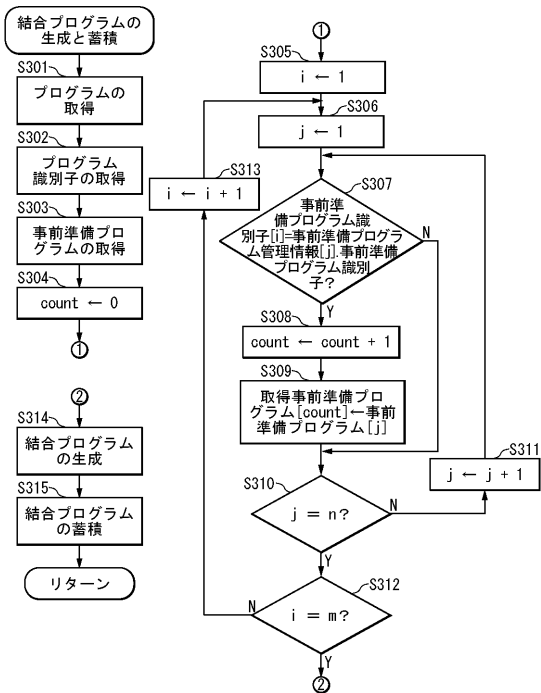 結合プログラムの
生成と蓄積
S301
プログラムの
取得
S302
プログラム
識別子の取得
S303
事前準備プロ
グラムの取得
S304
count ← 0
1
2
S314
結合プログラム
の生成
S315
結合プログラム
の蓄積
リターン
1
S305
i ← 1
S306
j ← 1
S313
i ← i + 1
S307
事前準
備プログラム識
別子[i]=事前準備プログラ
ム管理情報[j].事前準備
プログラム識別
子?
N
Y
S308
count ← count + 1
S309
取得事前準備プロ
グラム[count]←事前
準備プログラム[j]
S311
j ← j + 1
S310
j = n?
N
Y
S312
i = m?
N
Y
2